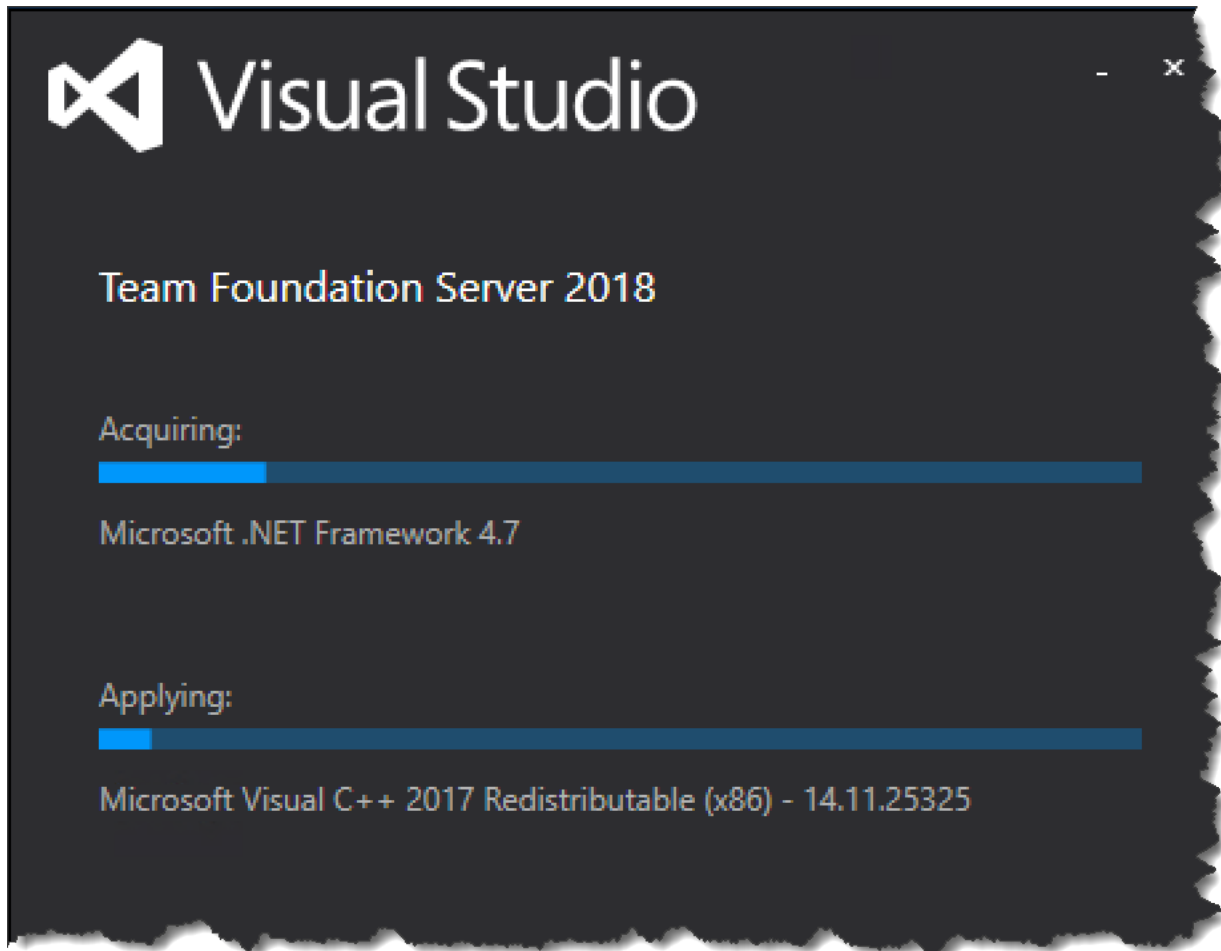 Visual Studio
Team Foundation Server 2018
Acquiring:
Microsoft .NET Framework 4.7
Applying:
Microsoft Visual C++ 2017 Redistributable (x86) - 14.11.25325